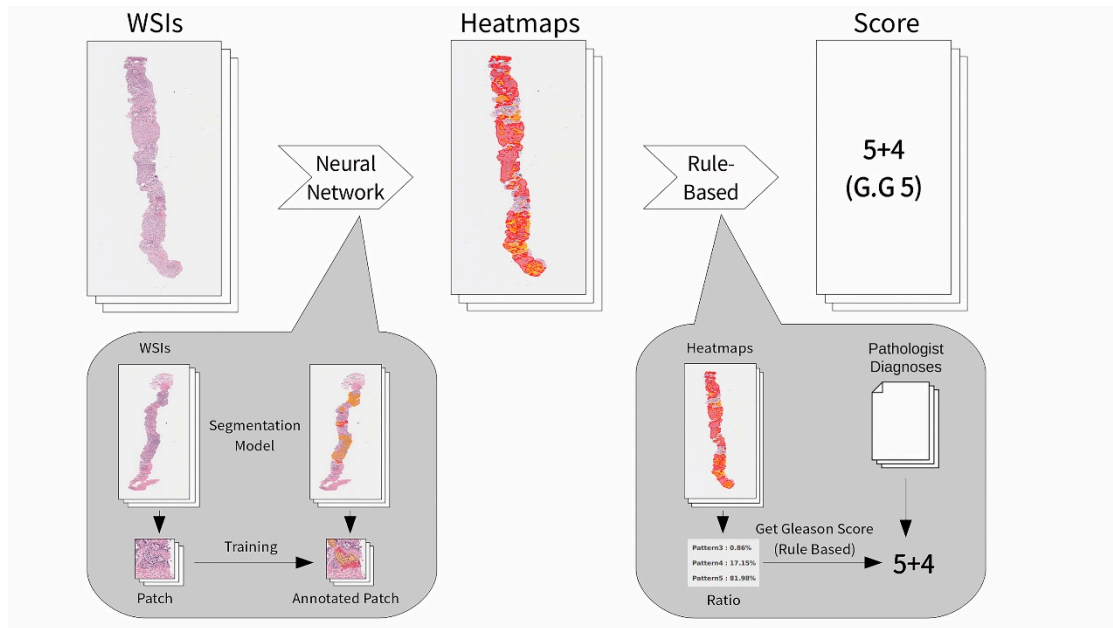 WSIs
Heatmaps
Score
Neural
Network
Rule-
Based
5+4
(G.G 5)
WSIs
Segmentation
Model
Training
Patch
Annotated Patch
Heatmaps
Pathologist
Diagnoses
Get Gleason Score
(Rule Based)
Pattern3 : 0.86%
Pattern4 : 17.15%
Pattern5 : 81.98%
5+4
Ratio